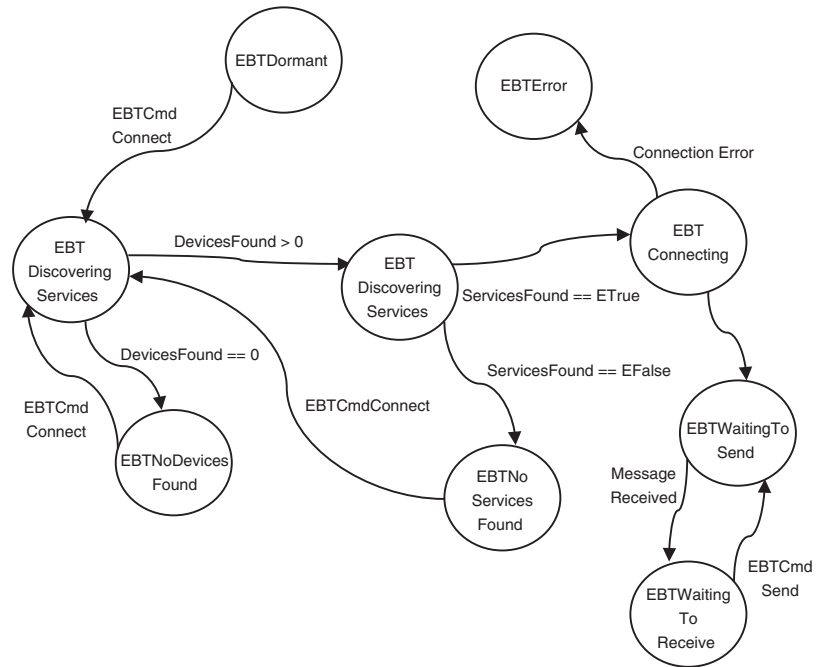 EBTDormant
EBTError
EBTCmd
Connect
Connection Error
EBT
Discovering
Services
DevicesFound > 0
EBT
Discovering
Services
EBT
Connecting
ServicesFound == ETrue
DevicesFound == 0
ServicesFound == EFalse
EBTCmd
Connect
EBTCmdConnect
EBTNoDevices
Found
EBTNo
Services
Found
EBTWaitingTo
Send
Message
Received
EBTCmd
Send
EBTWaiting
To
Receive